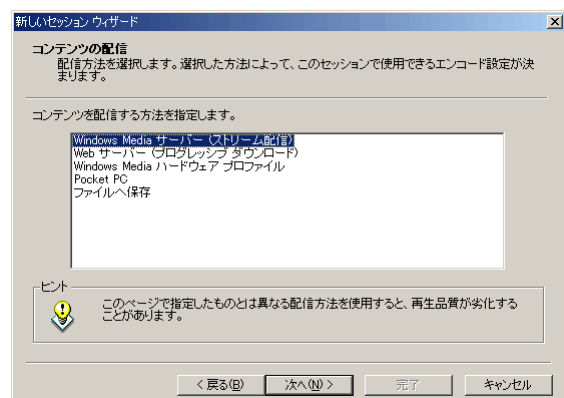 新しいセッション ウィザード
コンテンツの配信
配信方法を選択します。選択した方法によって、このセッションで使用できるエンコード設定が決
まります。
コンテンツを配信する方法を指定します。
Windows Media サーバー (ストリーム配信)
Web サーバー (プログレッシブ ダウンロード)
Windows Media ハードウェア プロファイル
Pocket PC
ファイルへ保存
ヒント
このページで指定したものとは異なる配信方法を使用すると、再生品質が劣化する
ことがあります。
< 戻る(B) 次へ(N) > 完了 キャンセル